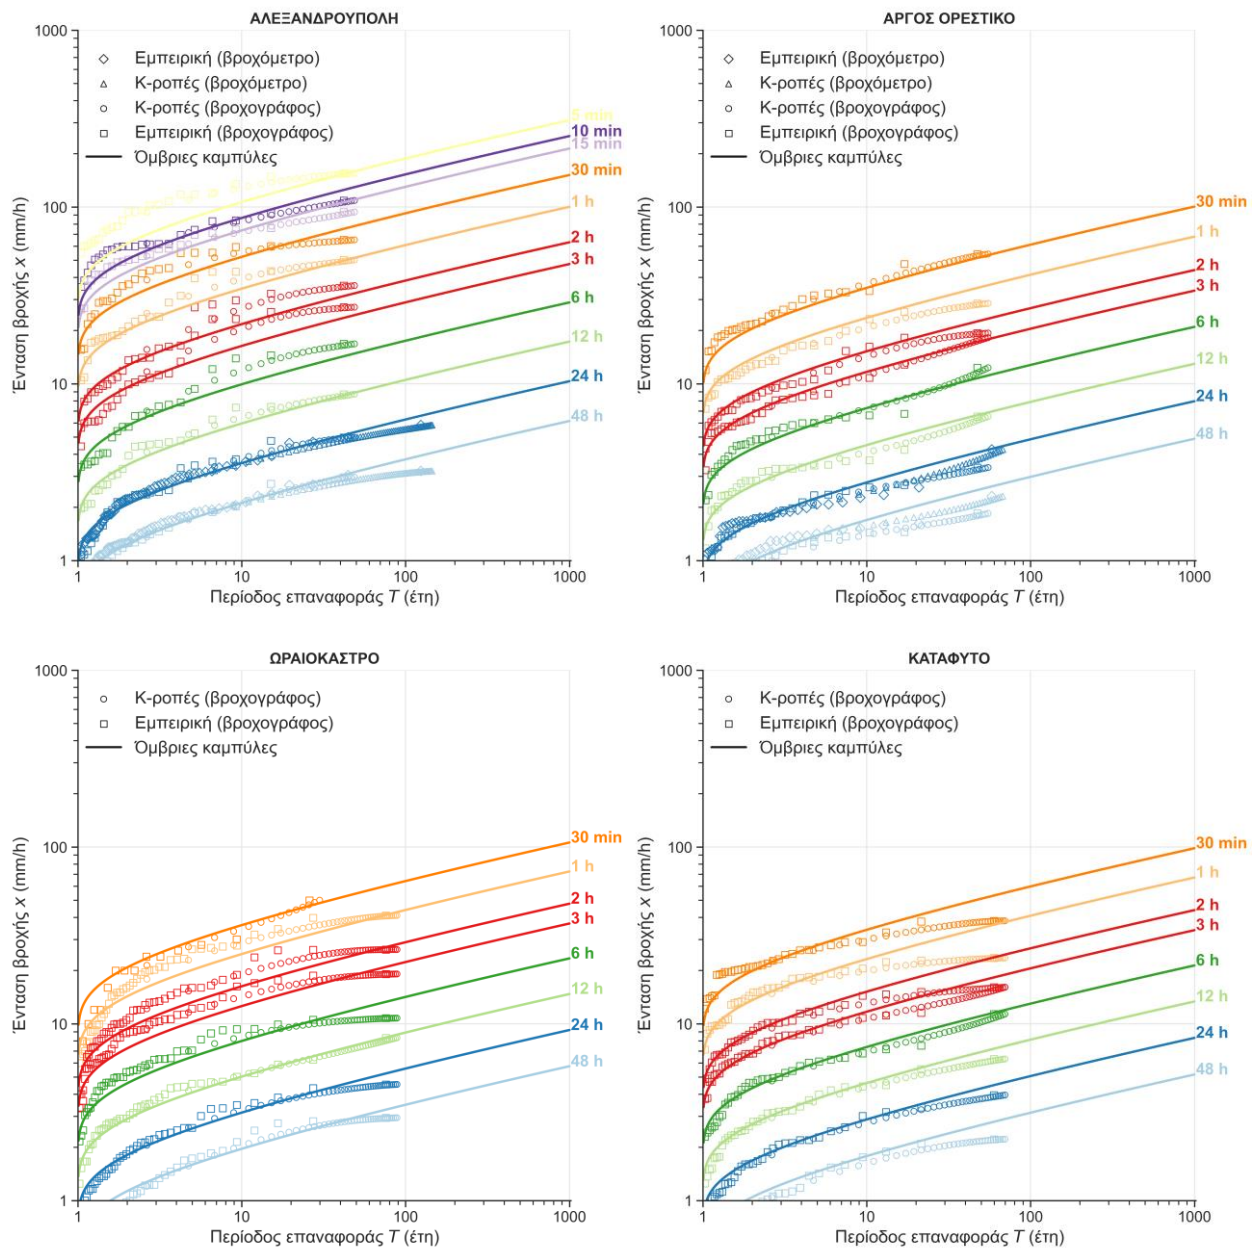 ΑΛΕΞΑΝΔΡΟΥΠΟΛΗ
1000
100
10
1
Ένταση βροχής x (mm/h)
Εμπειρική (βροχόμετρο)
Κ-ροπές (βροχόμετρο)
Κ-ροπές (βροχογράφος)
Εμπειρική (βροχογράφος)
Όμβριες καμπύλες
5 min
10 min
15 min
30 min
1 h
2 h
3 h
6 h
12 h
24 h
48 h
1 10 100 1000
Περίοδος επαναφοράς T (έτη)
ΑΡΓΟΣ ΟΡΕΣΤΙΚΟ
1000
100
10
1
Ένταση βροχής x (mm/h)
Εμπειρική (βροχόμετρο)
Κ-ροπές (βροχόμετρο)
Κ-ροπές (βροχογράφος)
Εμπειρική (βροχογράφος)
Όμβριες καμπύλες
30 min
1 h
2 h
3 h
6 h
12 h
24 h
48 h
1 10 100 1000
Περίοδος επαναφοράς T (έτη)
ΩΡΑΙΟΚΑΣΤΡΟ
1000
100
10
1
Ένταση βροχής x (mm/h)
Κ-ροπές (βροχογράφος)
Εμπειρική (βροχογράφος)
Όμβριες καμπύλες
30 min
1 h
2 h
3 h
6 h
12 h
24 h
48 h
1 10 100 1000
Περίοδος επαναφοράς T (έτη)
ΚΑΤΑΦΥΤΟ
1000
100
10
1
Ένταση βροχής x (mm/h)
Κ-ροπές (βροχογράφος)
Εμπειρική (βροχογράφος)
Όμβριες καμπύλες
30 min
1 h
2 h
3 h
6 h
12 h
24 h
48 h
1 10 100 1000
Περίοδος επαναφοράς T (έτη)